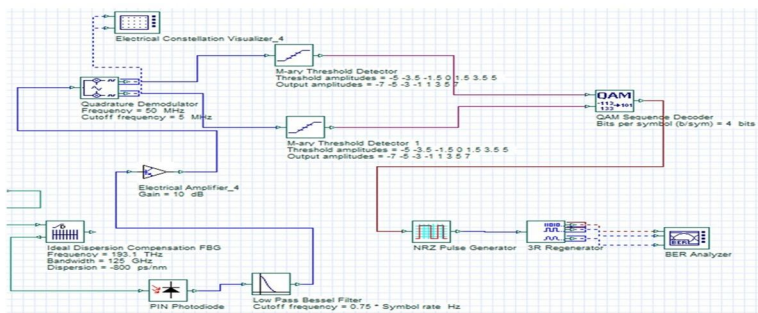 Electrical Constellation Visualizer_4
M-ary Threshold Detector
Threshold amplitudes = -5 -3.5 -1.5 0 1.5 3.5 5
Output amplitudes = -7 -5 -3 -1 1 3 5 7
Quadrature Demodulator
Frequency = 50 MHz
Cutoff frequency = 5 MHz
QAM
-113
133 →101
QAM Sequence Decoder
Bits per symbol (b/sym) = 4 bits
M-ary Threshold Detector 1
Threshold amplitudes = -5 -3.5 -1.5 0 1.5 3.5 5
Output amplitudes = -7 -5 -3 -1 1 3 5 7
Electrical Amplifier_4
Gain = 10 dB
Ideal Dispersion Compensation FBG
Frequency = 193.1 THz
Bandwidth = 125 GHz
Dispersion = -800 ps/nm
NRZ Pulse Generator
3R Regenerator
BER
BER Analyzer
PIN Photodiode
Low Pass Bessel Filter
Cutoff frequency = 0.75 * Symbol rate Hz